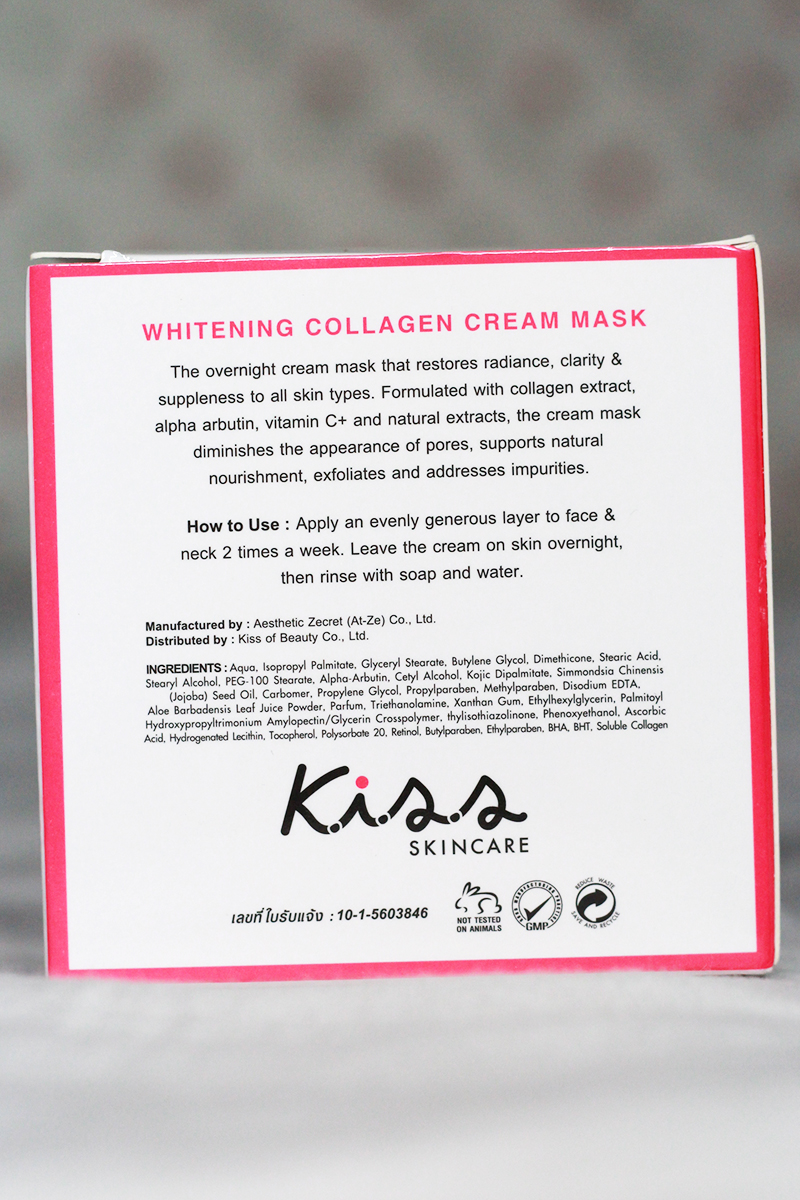 WHITENING COLLAGEN CREAM MASK
The overnight cream mask that restores radiance, clarity &
suppleness to all skin types. Formulated with collagen extract,
alpha arbutin, vitamin C+ and natural extracts, the cream mask
diminishes the appearance of pores, supports natural
nourishment, exfoliates and addresses impurities.
How to Use : Apply an evenly generous layer to face &
neck 2 times a week. Leave the cream on skin overnight,
then rinse with soap and water.
Manufactured by : Aesthetic Zecret (At-Ze) Co., Ltd.
Distributed by : Kiss of Beauty Co., Ltd.
INGREDIENTS : Aqua, Isopropyl Palmitate, Glyceryl Stearate, Butylene Glycol, Dimethicone, Stearic Acid,
Stearyl Alcohol, PEG-100 Stearate, Alpha-Arbutin, Cetyl Alcohol, Kojic Dipalmitate, Simmondsia Chinensis
(Jojoba) Seed Oil, Carbomer, Propylene Glycol, Propylparaben, Methylparaben, Disodium EDTA,
Aloe Barbadensis Leaf Juice Powder, Parfum, Triethanolamine, Xanthan Gum, Ethylhexylglycerin, Palmitoyl
Hydroxypropyltrimonium Amylopectin/Glycerin Crosspolymer, thylisothiazolinone, Phenoxyethanol, Ascorbic
Acid, Hydrogenated Lecithin, Tocopherol, Polysorbate 20, Retinol, Butylparaben, Ethylparaben, BHA, BHT, Soluble Collagen
K.i.s.s
SKINCARE
เลขที่ใบรับแจ้ง : 10-1-5603846
NOT TESTED
ON ANIMALS
GOOD MANUFACTURING PRACTICE
GMP
REDUCE WASTE
SAVE AND RECYCLE